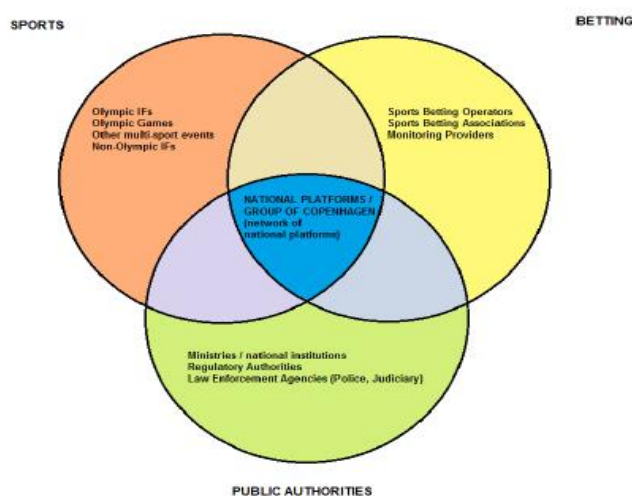 SPORTS
BETTING
Olympic IFs
Olympic Games
Other multi-sport events
Non-Olympic IFs
Sports Betting Operators
Sports Betting Associations
Monitoring Providers
NATIONAL PLATFORMS /
GROUP OF COPENHAGEN
(network of
national platforms)
Ministries / national institutions
Regulatory Authorities
Law Enforcement Agencies (Police, Judiciary)
PUBLIC AUTHORITIES